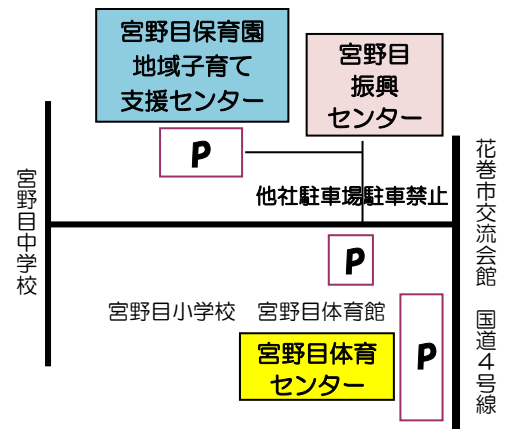 宮野目保育園
地域子育て
支援センター
宮野目
振興
センター
P
他社駐車場駐車禁止
宮野目中学校
花巻市交流会館 国道4号線
P
宮野目小学校 宮野目体育館
P
宮野目体育
センター